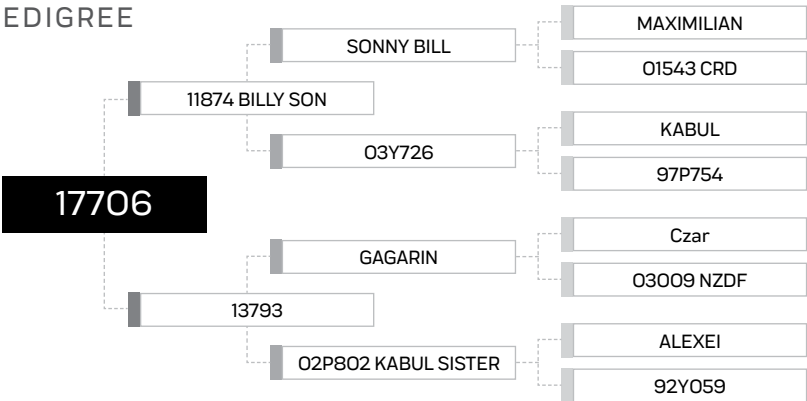 EDIGREE
MAXIMILIAN
SONNY BILL
01543 CRD
11874 BILLY SON
KABUL
03Y726
97P754
17706
Czar
GAGARIN
03009 NZDF
13793
ALEXEI
02P802 KABUL SISTER
92Y059